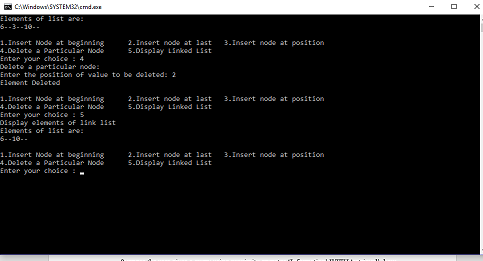 C:\Windows\SYSTEM32\cmd.exe
Elements of list are:
6--3--10--
1.Insert Node at beginning 2.Insert node at last 3.Insert node at position
4.Delete a Particular Node 5.Display Linked List
Enter your choice : 4
Delete a particular node:
Enter the position of value to be deleted: 2
Element Deleted
1.Insert Node at beginning 2.Insert node at last 3.Insert node at position
4.Delete a Particular Node 5.Display Linked List
Enter your choice : 5
Display elements of link list
Elements of list are:
6--10--
1.Insert Node at beginning 2.Insert node at last 3.Insert node at position
4.Delete a Particular Node 5.Display Linked List
Enter your choice :